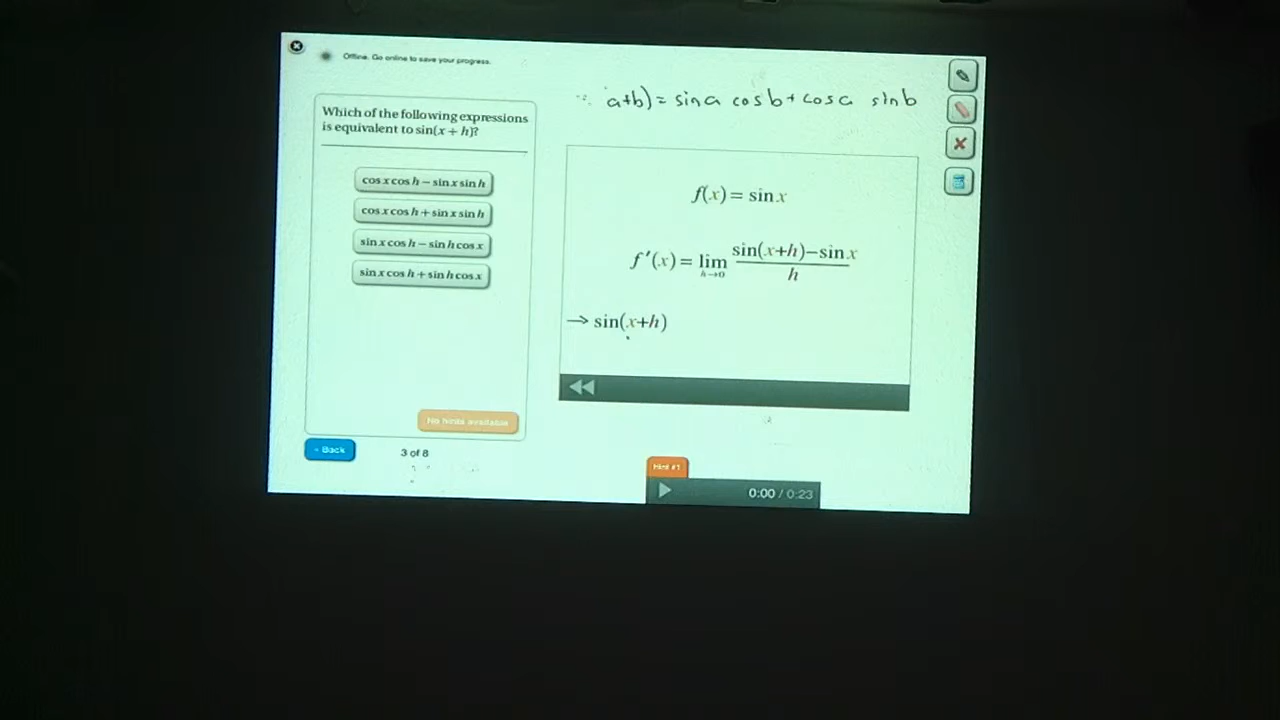 Offline. Go online to save your progress.
Which of the following expressions
is equivalent to sin(x + h)?
cos x cos h − sin x sin h
cos x cos h + sin x sin h
sin x cos h − sin h cos x
sin x cos h + sin h cos x
No hints available
‹ Back
3 of 8
a+b) = sin a cos b + cos a sin b
f(x) = sin x
f'(x) = lim h→0 sin(x+h)−sin x / h
→ sin(x+h)
Hint #1
0:00 / 0:23